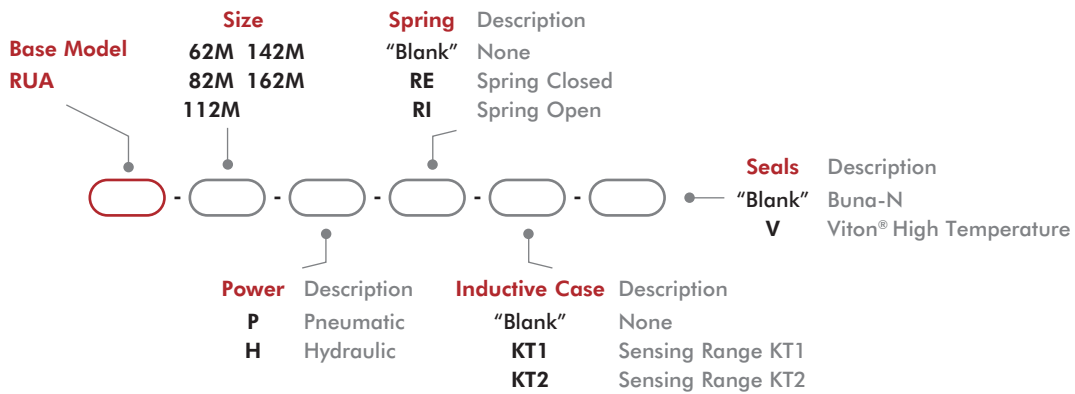 Size
Spring Description
Base Model
62M 142M
“Blank” None
RUA
82M 162M
RE Spring Closed
112M
RI Spring Open
- - - - -
Seals Description
“Blank” Buna-N
V Viton® High Temperature
Power Description
Inductive Case Description
P Pneumatic
“Blank” None
H Hydraulic
KT1 Sensing Range KT1
KT2 Sensing Range KT2